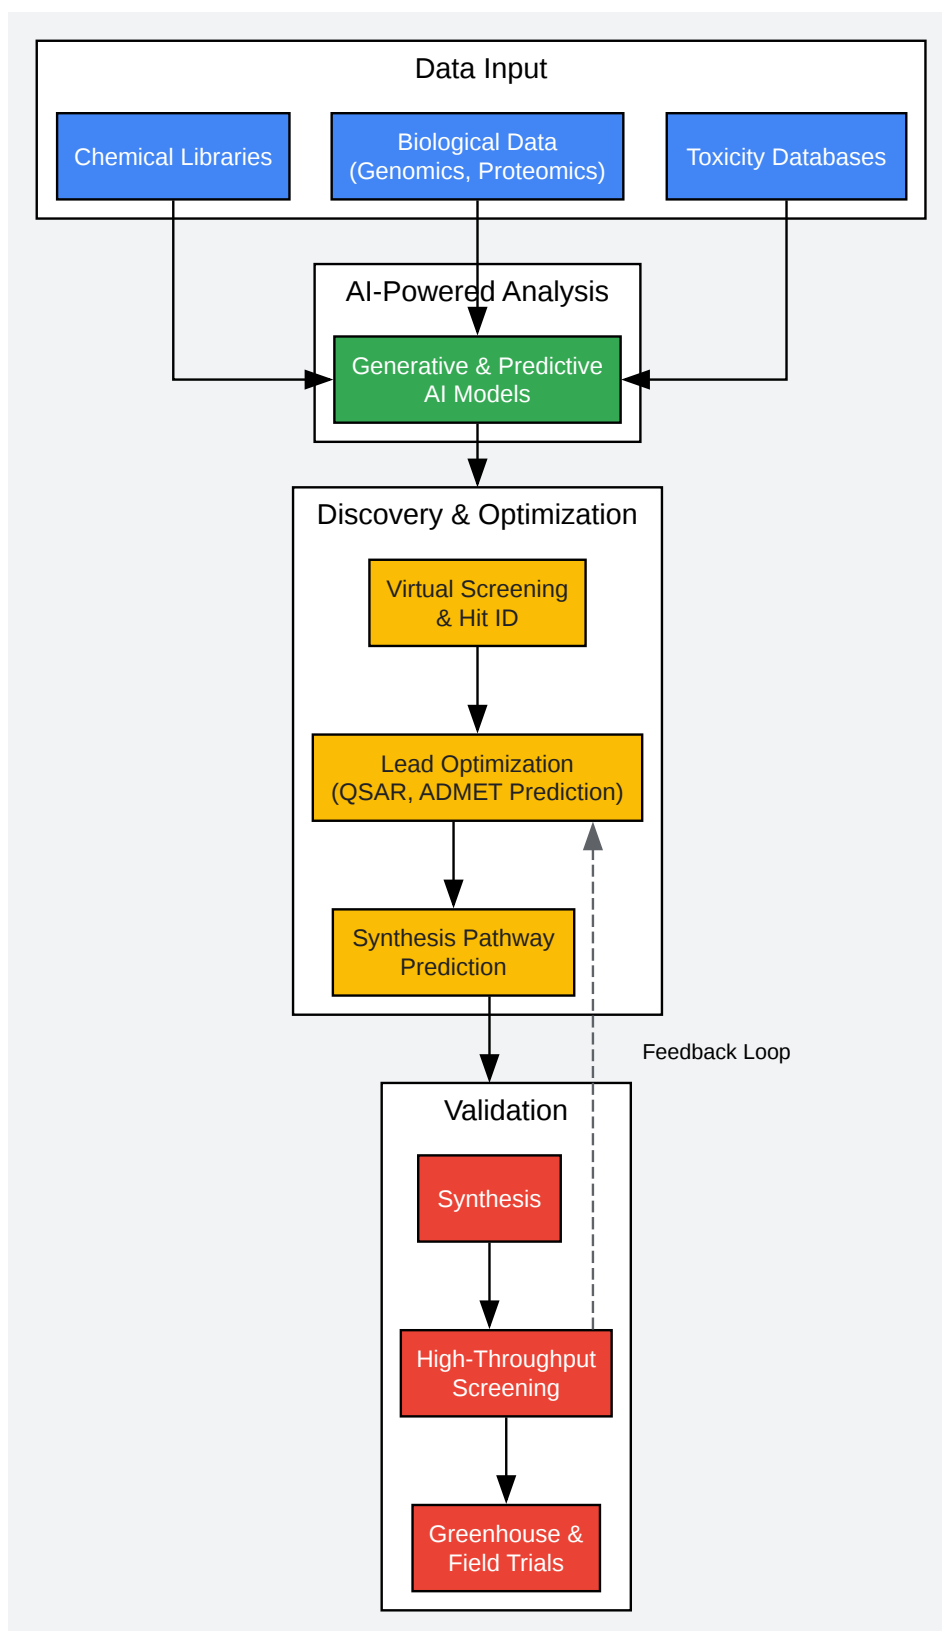 Data Input
Chemical Libraries
Biological Data
(Genomics, Proteomics)
Toxicity Databases
AI-Powered Analysis
Generative & Predictive
AI Models
Discovery & Optimization
Virtual Screening
& Hit ID
Lead Optimization
(QSAR, ADMET Prediction)
Synthesis Pathway
Prediction
Feedback Loop
Validation
Synthesis
High-Throughput
Screening
Greenhouse &
Field Trials